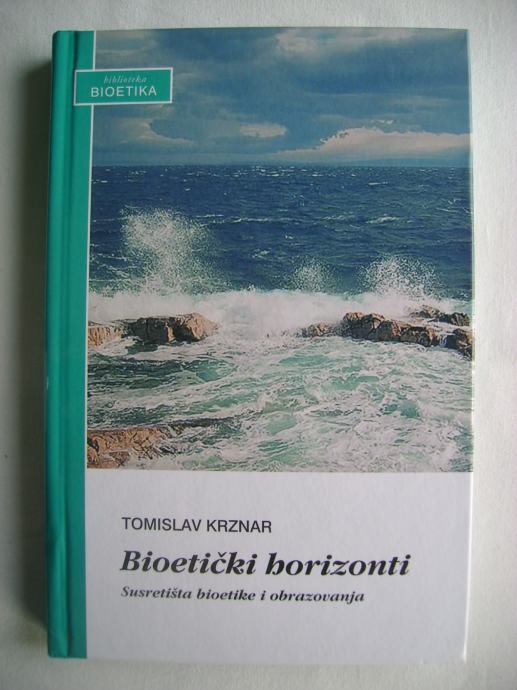 biblioteka
BIOETIKA
TOMISLAV KRZNAR
Bioetički horizonti
Susretišta bioetike i obrazovanja